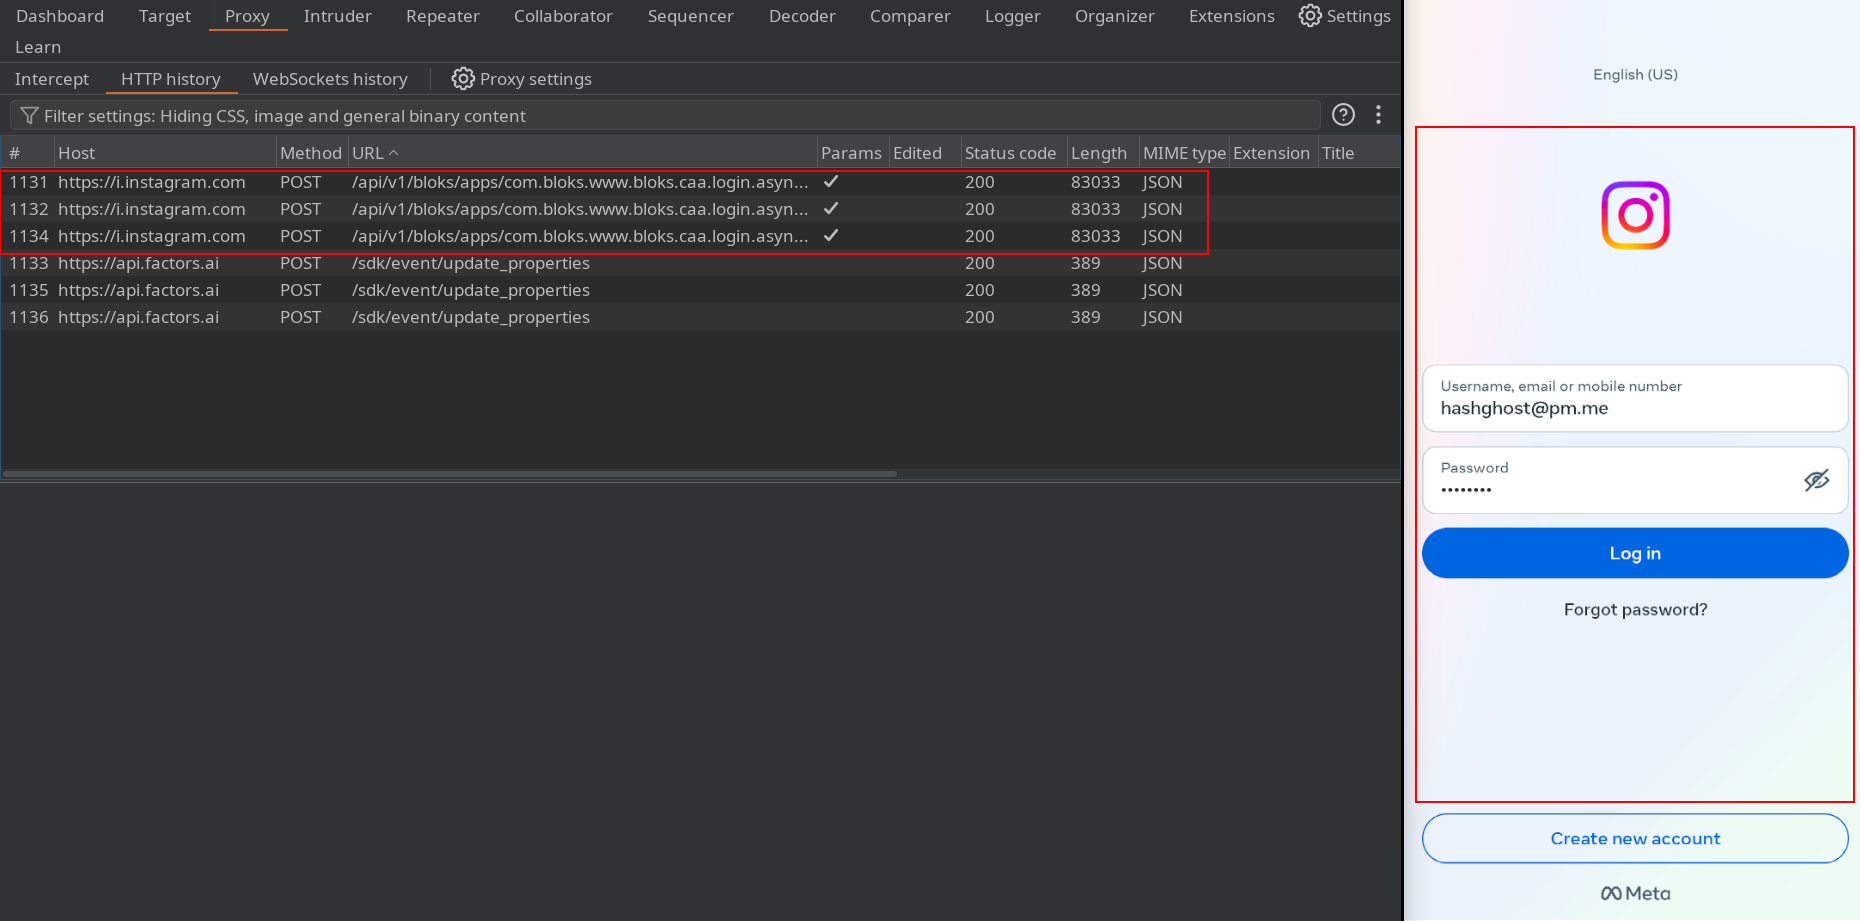 Dashboard Target Proxy Intruder Repeater Collaborator Sequencer Decoder Comparer Logger Organizer Extensions Settings
Learn
Intercept HTTP history WebSockets history Proxy settings
Filter settings: Hiding CSS, image and general binary content
# Host Method URL Params Edited Status code Length MIME type Extension Title
1131 https://i.instagram.com POST /api/v1/bloks/apps/com.bloks.www.bloks.caa.login.asyn... ✓ 200 83033 JSON
1132 https://i.instagram.com POST /api/v1/bloks/apps/com.bloks.www.bloks.caa.login.asyn... ✓ 200 83033 JSON
1134 https://i.instagram.com POST /api/v1/bloks/apps/com.bloks.www.bloks.caa.login.asyn... ✓ 200 83033 JSON
1133 https://api.factors.ai POST /sdk/event/update_properties 200 389 JSON
1135 https://api.factors.ai POST /sdk/event/update_properties 200 389 JSON
1136 https://api.factors.ai POST /sdk/event/update_properties 200 389 JSON
English (US)
Username, email or mobile number
hashghost@pm.me
Password
••••••••
Log in
Forgot password?
Create new account
Meta